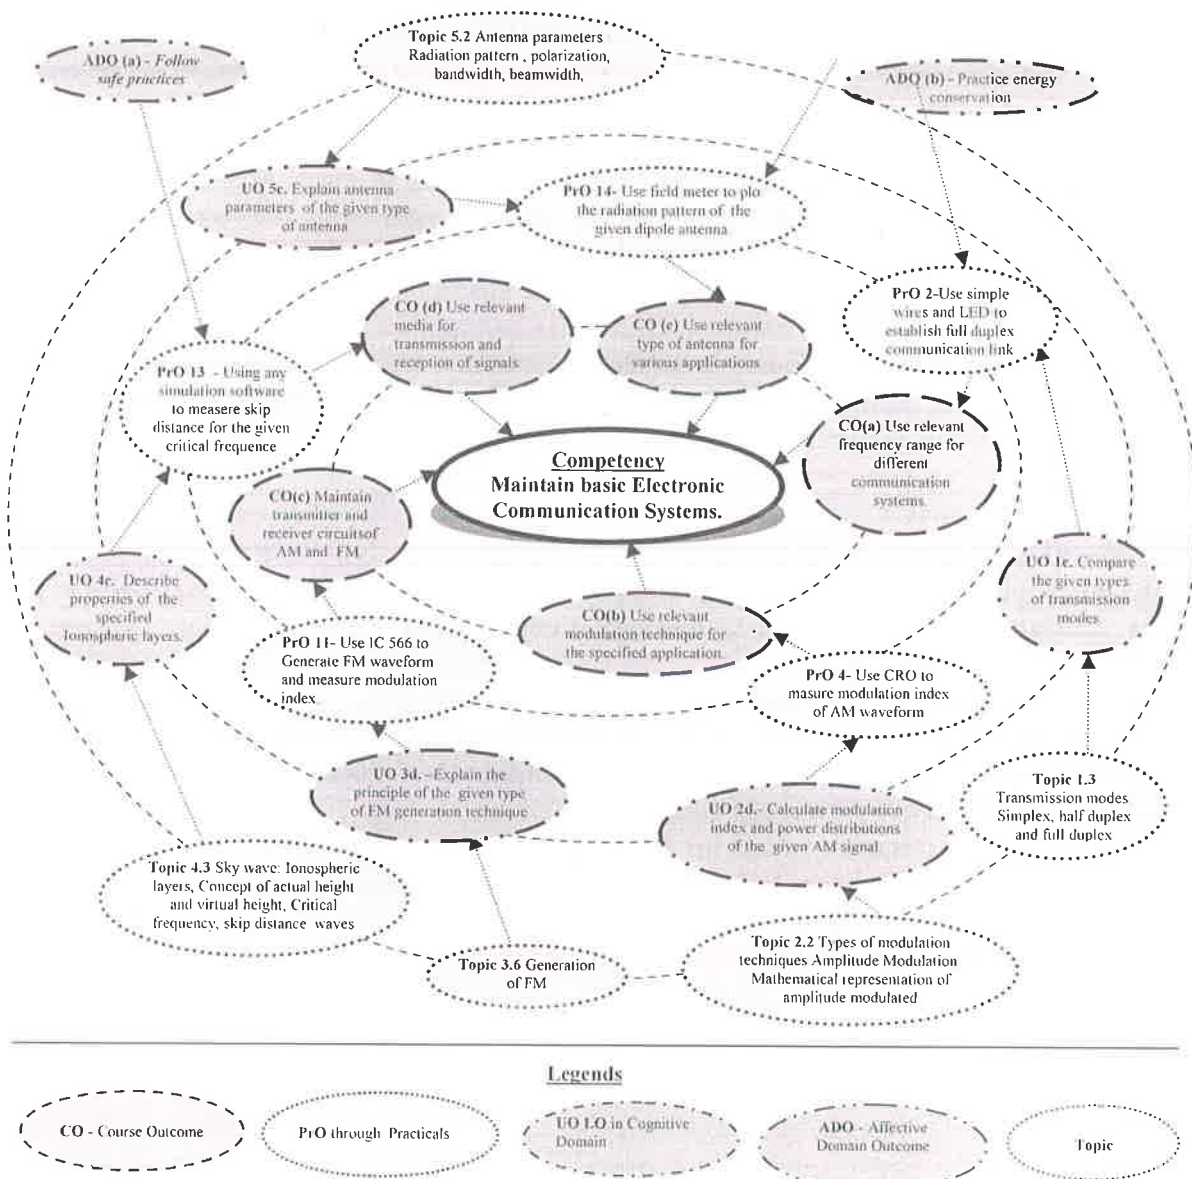 Topic 5.2 Antenna parameters
Radiation pattern , polarization,
bandwidth, beamwidth,
ADO (a) - Follow
safe practices
ADO (b) - Practice energy
conservation
UO 5c. Explain antenna
parameters of the given type
of antenna
PrO 14- Use field meter to plo
the radiation pattern of the
given dipole antenna
PrO 2-Use simple
wires and LED to
establish full duplex
communication link
CO (d) Use relevant
media for
transmission and
reception of signals.
CO (e) Use relevant
type of antenna for
various applications
PrO 13 - Using any
simulation software
to measere skip
distance for the given
critical frequence
CO(a) Use relevant
frequency range for
different
communication
systems.
Competency
Maintain basic Electronic
Communication Systems.
CO(c) Maintain
transmitter and
receiver circuitsof
AM and FM
UO 4c. Describe
properties of the
specified
Ionospheric layers.
UO 1c. Compare
the given types
of transmission
modes.
CO(b) Use relevant
modulation technique for
the specified application.
PrO 11- Use IC 566 to
Generate FM waveform
and measure modulation
index
PrO 4- Use CRO to
masure modulation index
of AM waveform
UO 3d.-Explain the
principle of the given type
of FM generation technique
UO 2d.- Calculate modulation
index and power distributions
of the given AM signal
Topic 1.3
Transmission modes
Simplex, half duplex
and full duplex
Topic 4.3 Sky wave: Ionospheric
layers, Concept of actual height
and virtual height, Critical
frequency, skip distance waves
Topic 3.6 Generation
of FM
Topic 2.2 Types of modulation
techniques Amplitude Modulation
Mathematical representation of
amplitude modulated
Legends
CO - Course Outcome
PrO through Practicals
UO LO in Cognitive
Domain
ADO - Affective
Domain Outcome
Topic